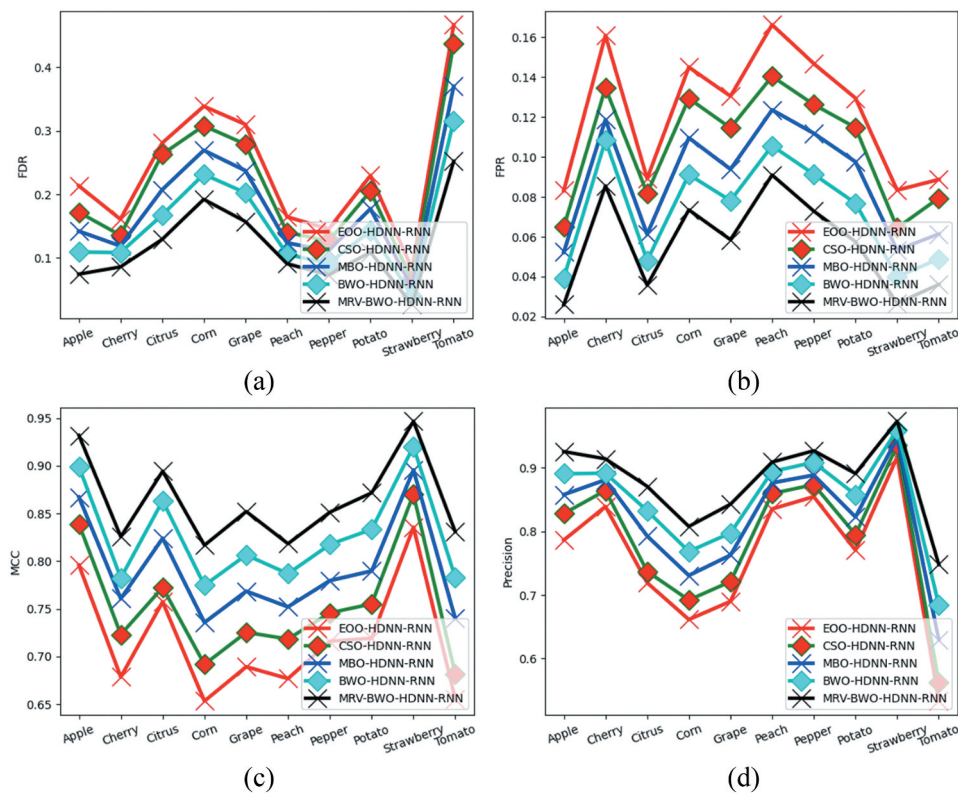 0.4
0.3
0.2
0.1
FDR
EOO-HDNN-RNN
CSO-HDNN-RNN
MBO-HDNN-RNN
BWO-HDNN-RNN
MRV-BWO-HDNN-RNN
Apple Cherry Citrus Corn Grape Peach Pepper Potato Strawberry Tomato
(a)
0.16
0.14
0.12
0.10
0.08
0.06
0.04
0.02
FPR
EOO-HDNN-RNN
CSO-HDNN-RNN
MBO-HDNN-RNN
BWO-HDNN-RNN
MRV-BWO-HDNN-RNN
Apple Cherry Citrus Corn Grape Peach Pepper Potato Strawberry Tomato
(b)
0.95
0.90
0.85
0.80
0.75
0.70
0.65
MCC
EOO-HDNN-RNN
CSO-HDNN-RNN
MBO-HDNN-RNN
BWO-HDNN-RNN
MRV-BWO-HDNN-RNN
Apple Cherry Citrus Corn Grape Peach Pepper Potato Strawberry Tomato
(c)
0.9
0.8
0.7
0.6
Precision
EOO-HDNN-RNN
CSO-HDNN-RNN
MBO-HDNN-RNN
BWO-HDNN-RNN
MRV-BWO-HDNN-RNN
Apple Cherry Citrus Corn Grape Peach Pepper Potato Strawberry Tomato
(d)